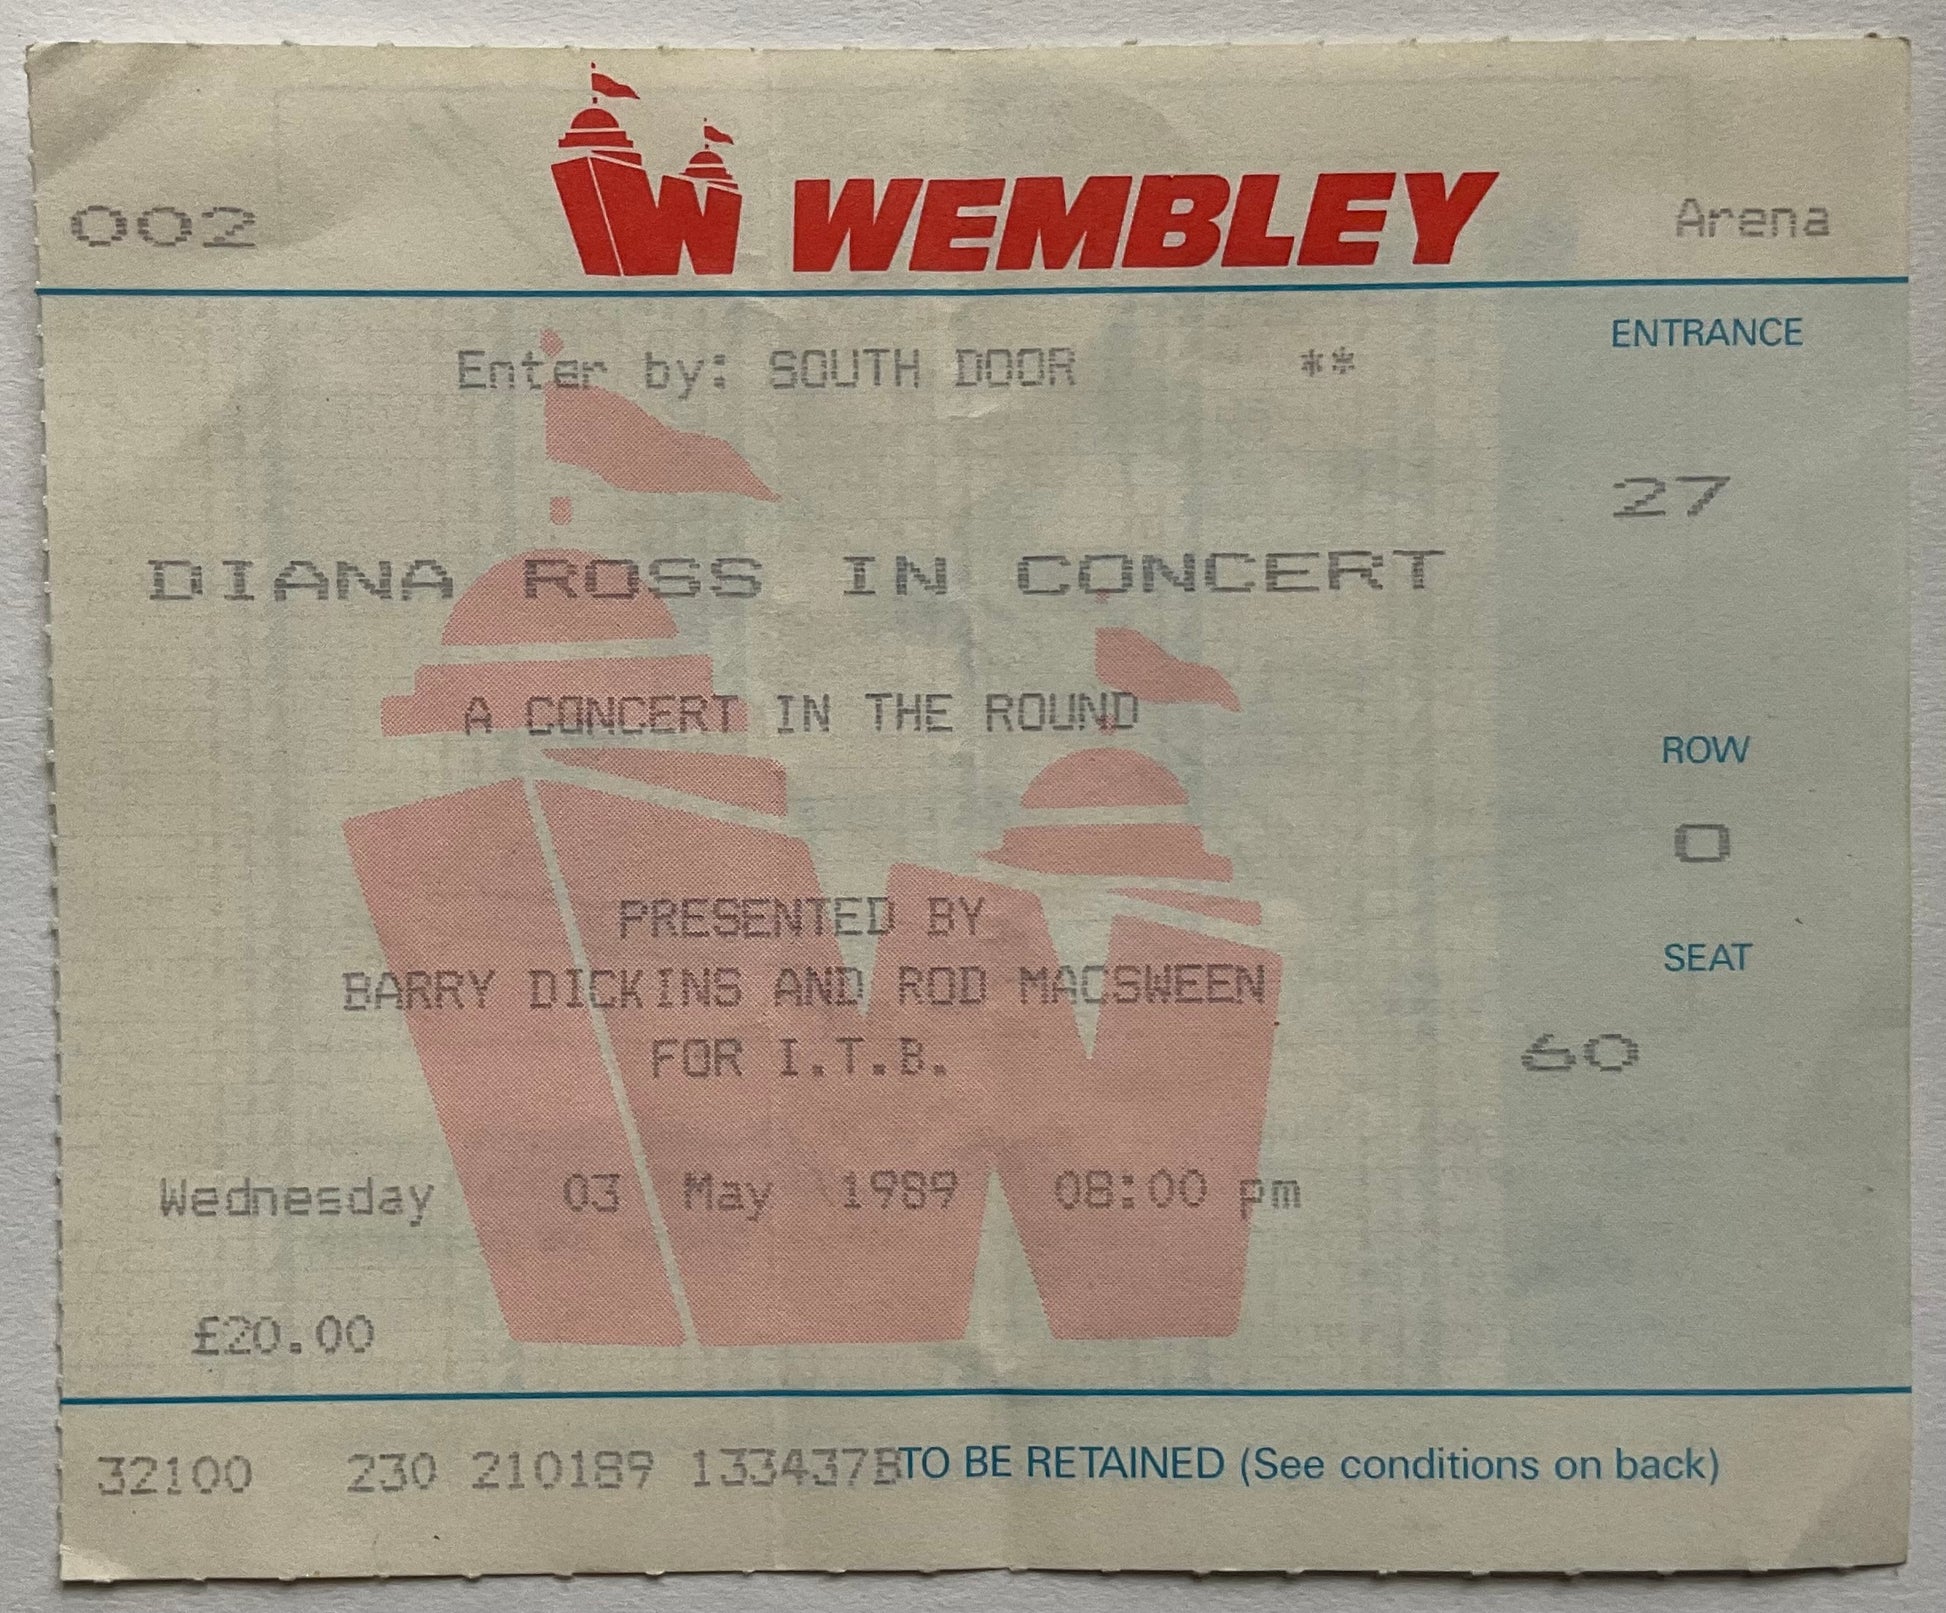 002 WEMBLEY Arena
Enter by: SOUTH DOOR **
ENTRANCE
27
DIANA ROSS IN CONCERT
A CONCERT IN THE ROUND
ROW
O
PRESENTED BY
BARRY DICKINS AND ROD MACSWEEN
FOR I.T.B.
SEAT
60
Wednesday 03 May 1989 08:00 pm
£20.00
32100 230 210189 133437B TO BE RETAINED (See conditions on back)